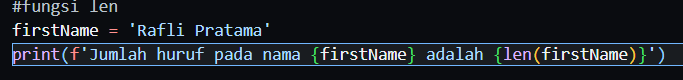 #fungsi len
firstName = 'Rafli Pratama'
print(f'Jumlah huruf pada nama {firstName} adalah {len(firstName)}')